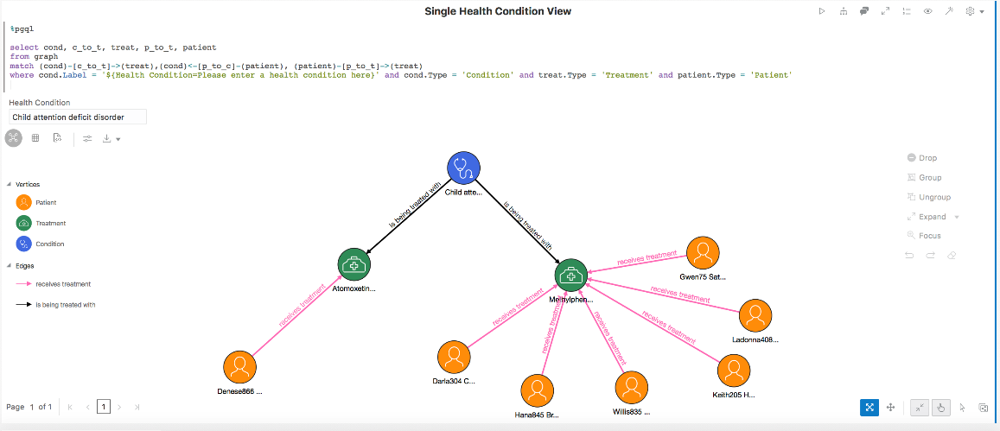 Single Health Condition View
%pgql
select cond, c_to_t, treat, p_to_t, patient
from graph
match (cond)-[c_to_t]->(treat),(cond)<-[p_to_c]-(patient), (patient)-[p_to_t]->(treat)
where cond.Label = '${Health Condition=Please enter a health condition here}' and cond.Type = 'Condition' and treat.Type = 'Treatment' and patient.Type = 'Patient'
Health Condition
Child attention deficit disorder
Drop
Group
Ungroup
Expand
Focus
Vertices
Patient
Treatment
Condition
Edges
receives treatment
Is being treated with
Child atte...
Is being treated with
Is being treated with
Atomoxetin...
Methylphen...
receives treatment
Gwen75 Sat...
receives treatment
Ladonna408...
receives treatment
Keith205 H...
receives treatment
Willis835 ...
receives treatment
Hana845 Br...
receives treatment
Darla304 C...
receives treatment
Denese866 ...
Page 1 of 1
1